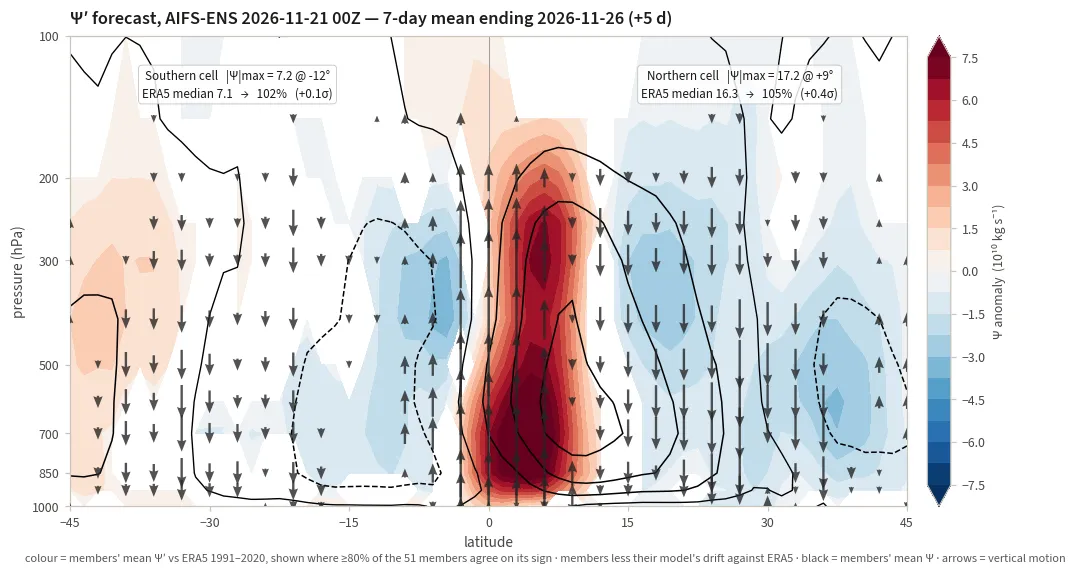 Ψ′ forecast, AIFS-ENS 2026-11-21 00Z — 7-day mean ending 2026-11-26 (+5 d)
Southern cell |Ψ|max = 7.2 @ -12°
ERA5 median 7.1 → 102% (+0.1σ)
Northern cell |Ψ|max = 17.2 @ +9°
ERA5 median 16.3 → 105% (+0.4σ)
pressure (hPa)
100
200
300
400
500
700
850
1000
−45
−30
−15
0
15
30
45
latitude
7.5
6.0
4.5
3.0
1.5
0.0
−1.5
−3.0
−4.5
−6.0
−7.5
Ψ anomaly (10¹⁰ kg s⁻¹)
colour = members' mean Ψ′ vs ERA5 1991–2020, shown where ≥80% of the 51 members agree on its sign · members less their model's drift against ERA5 · black = members' mean Ψ · arrows = vertical motion